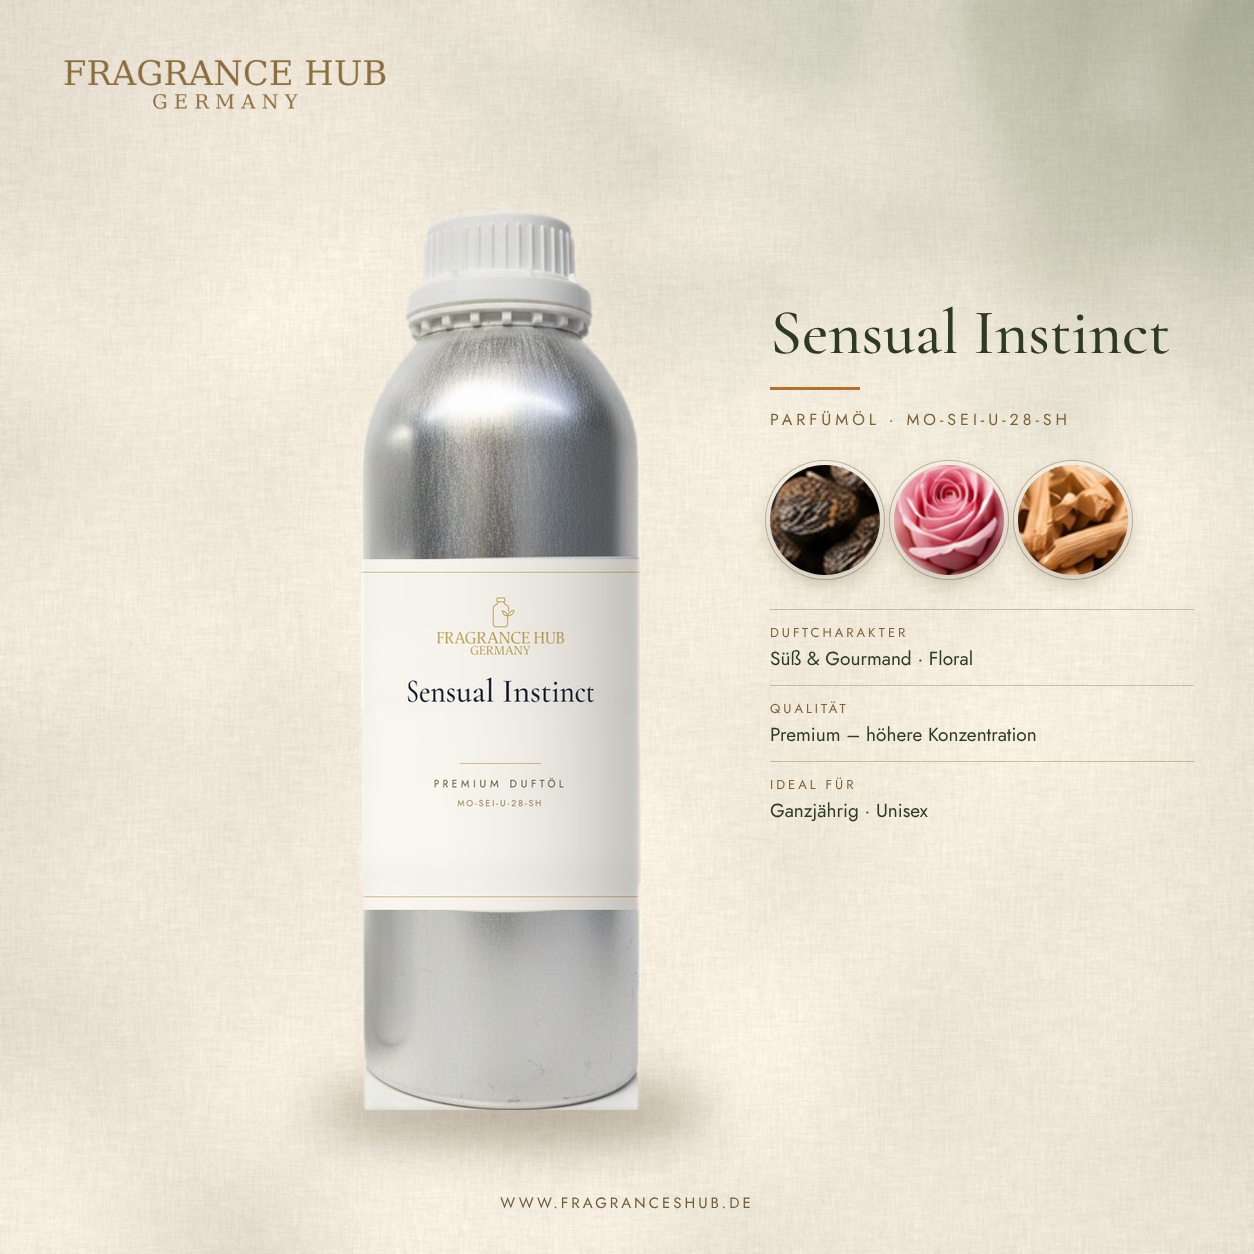 FRAGRANCE HUB
GERMANY
Sensual Instinct
PARFÜMÖL · MO-SEI-U-28-SH
DUFTCHARAKTER
Süß & Gourmand · Floral
QUALITÄT
Premium – höhere Konzentration
IDEAL FÜR
Ganzjährig · Unisex
FRAGRANCE HUB
GERMANY
Sensual Instinct
PREMIUM DUFTÖL
MO-SEI-U-28-SH
WWW.FRAGRANCESHUB.DE